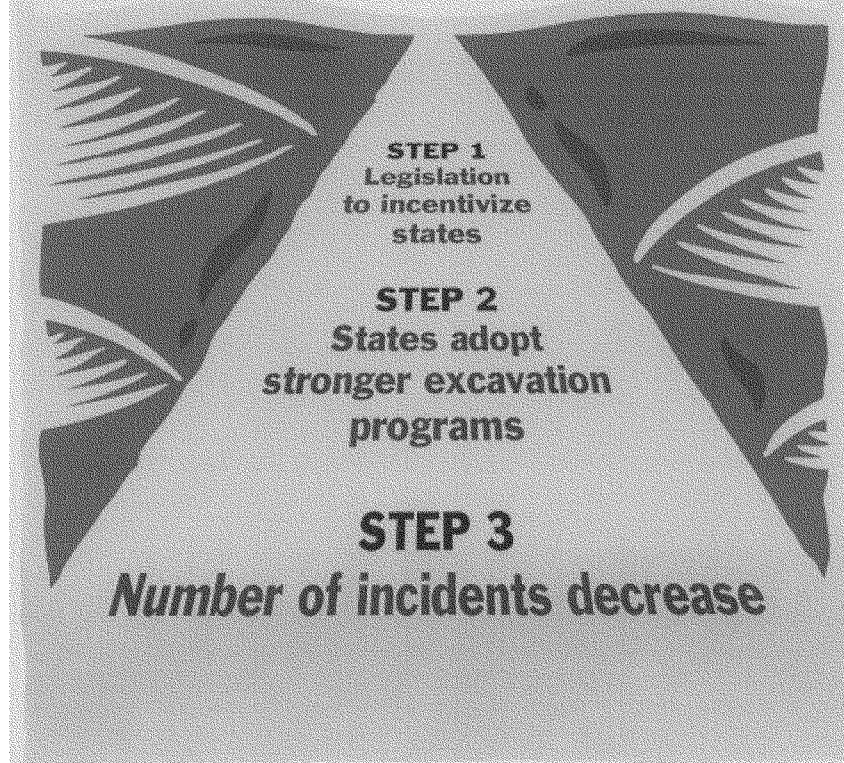 STEP 1
Legislation
to incentivize
states
STEP 2
States adopt
stronger excavation
programs
STEP 3
Number of incidents decrease